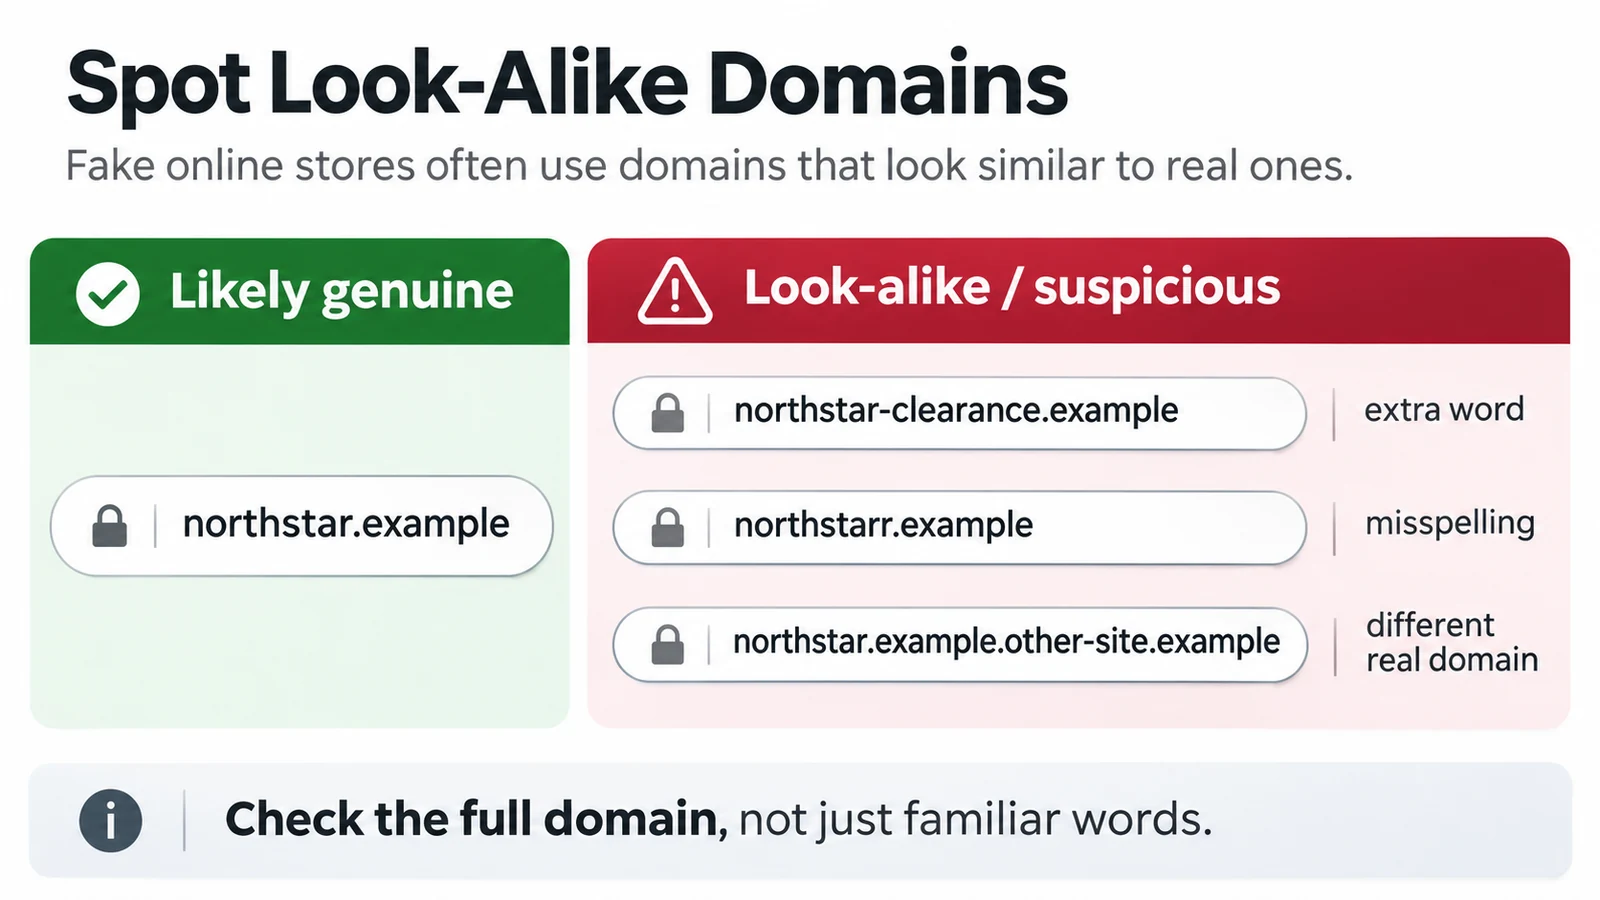 Spot Look-Alike Domains
Fake online stores often use domains that look similar to real ones.
Likely genuine
northstar.example
Look-alike / suspicious
northstar-clearance.example
extra word
northstarr.example
misspelling
northstar.example.other-site.example
different
real domain
Check the full domain, not just familiar words.